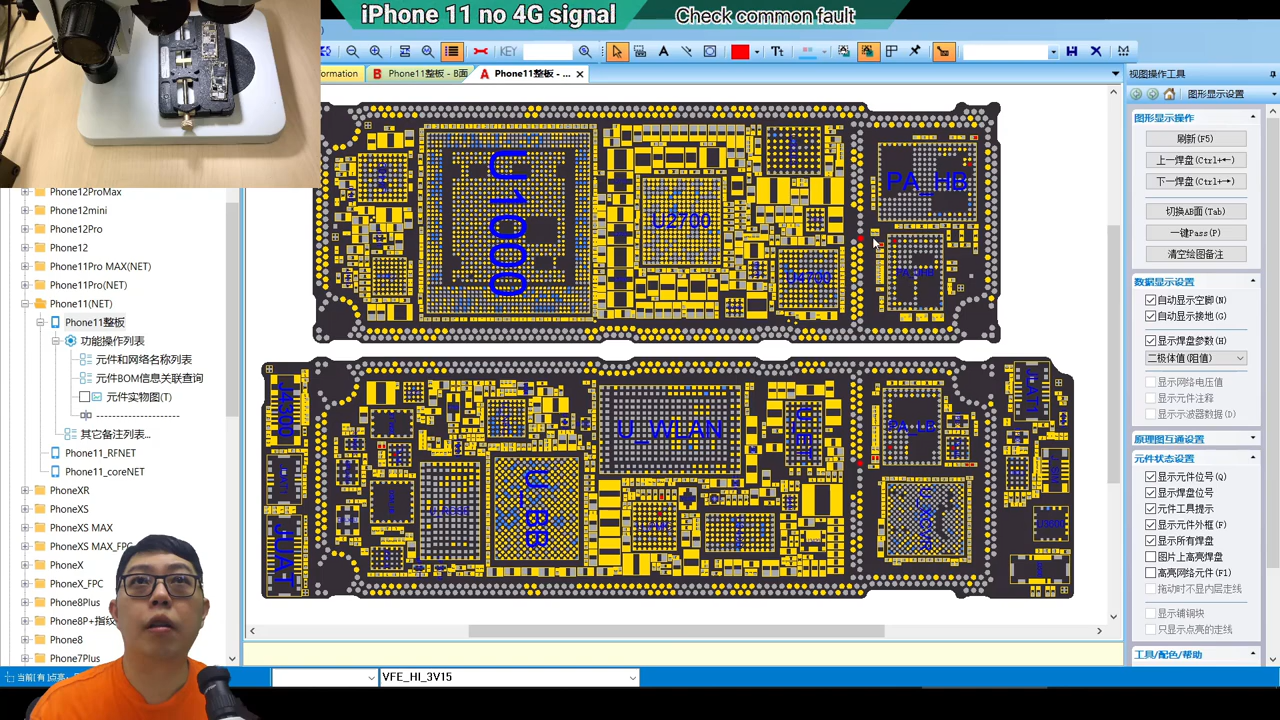 iPhone 11 no 4G signal
Check common fault
KEY
ormation
B Phone11整板 - B面
A Phone11整板 - ...
视图操作工具
图形显示设置
Phone12ProMax
Phone12mini
Phone12Pro
Phone12
Phone11Pro MAX(NET)
Phone11Pro(NET)
Phone11(NET)
Phone11整板
功能操作列表
元件和网络名称列表
元件BOM信息关联查询
元件实物图(T)
其它备注列表...
Phone11_RFNET
Phone11_coreNET
PhoneXR
PhoneXS
PhoneXS MAX
PhoneXS MAX_FPC
PhoneX
PhoneX_FPC
Phone8Plus
Phone8P+指纹
Phone8
Phone7Plus
U1000
U2700
PA_HB
J4300
JUAT1
U_BB
U_WLAN
PA_LB
U_XCVR
JUAT1
图形显示操作
刷新(F5)
上一焊盘(Ctrl+←)
下一焊盘(Ctrl+→)
切换AB面(Tab)
一键Pass(P)
清空绘图备注
数据显示设置
自动显示空脚(N)
自动显示接地(G)
显示焊盘参数(H)
二极体值(阻值)
显示网络电压值
显示元件注释
显示示波器数据(D)
原理图互通设置
元件状态设置
显示元件位号(Q)
显示焊盘位号
元件工具提示
显示元件外框(F)
显示所有焊盘
图片上高亮焊盘
高亮网络元件(F1)
拖动时不显内层走线
显示铺铜块
只显示点亮的走线
工具/配色/帮助
VFE_HI_3V15